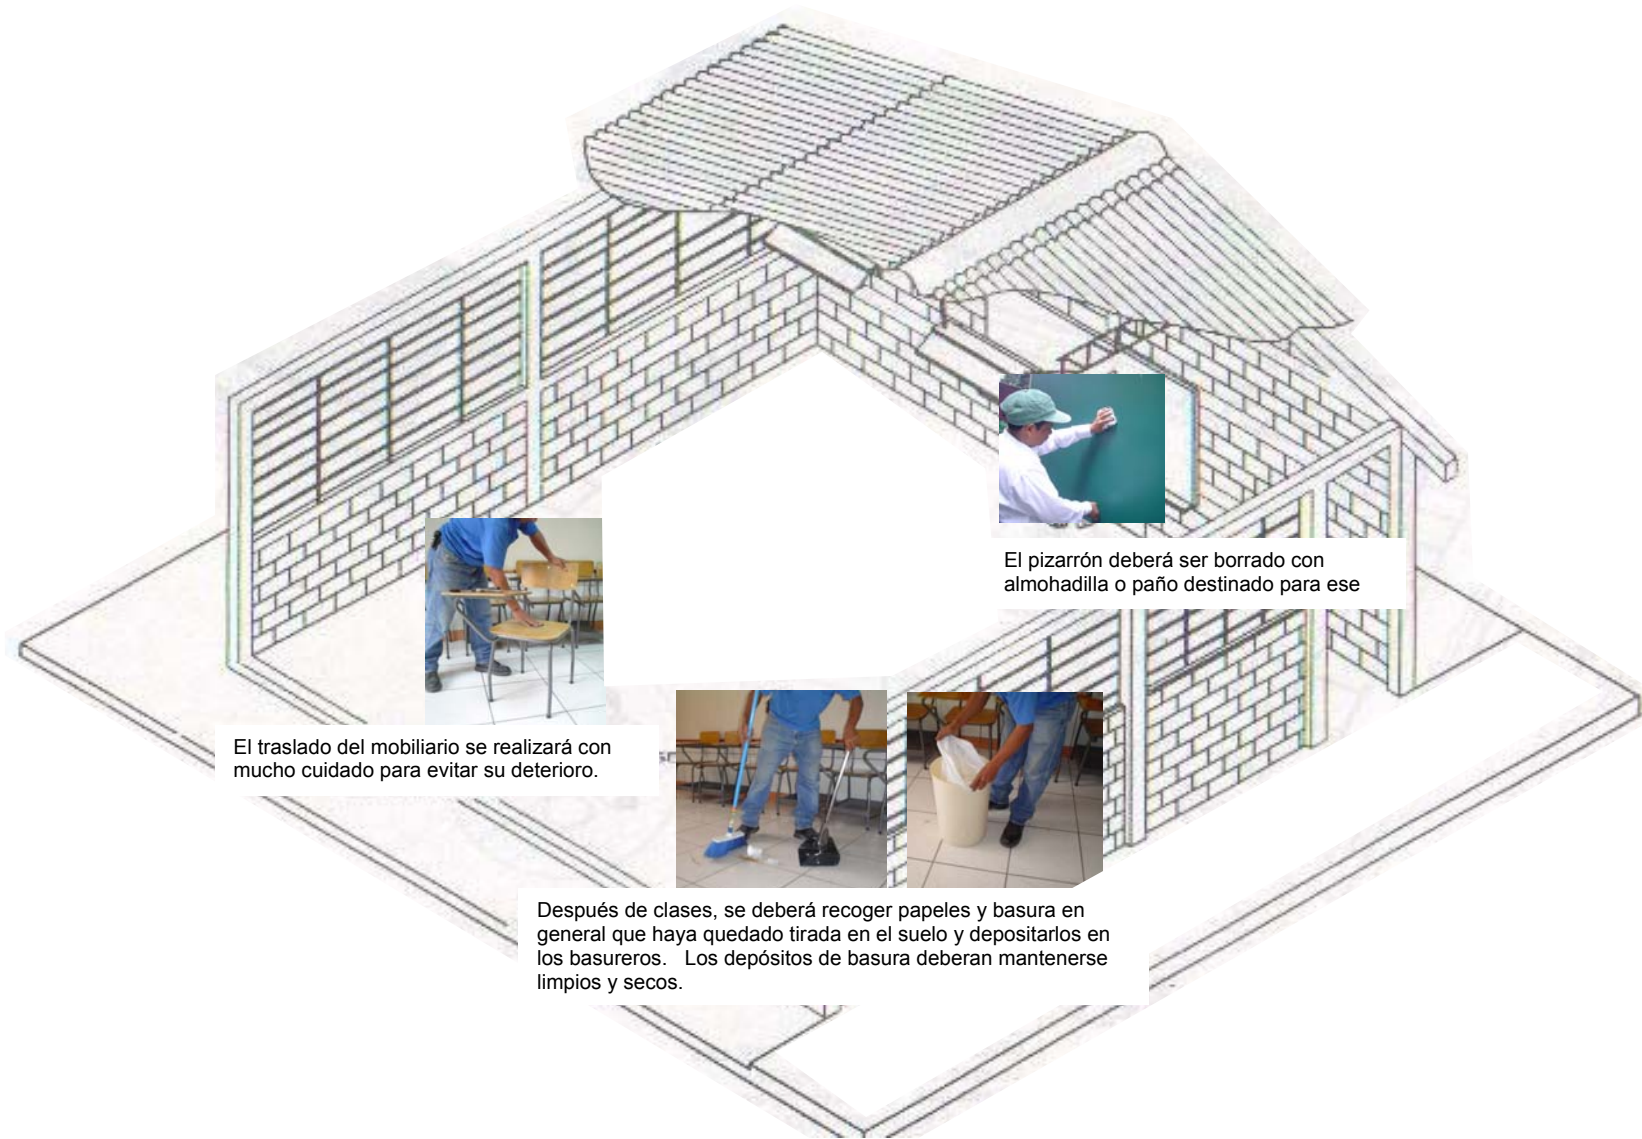 El pizarrón deberá ser borrado con
almohadilla o paño destinado para ese
El traslado del mobiliario se realizará con
mucho cuidado para evitar su deterioro.
Después de clases, se deberá recoger papeles y basura en
general que haya quedado tirada en el suelo y depositarlos en
los basureros. Los depósitos de basura deberan mantenerse
limpios y secos.